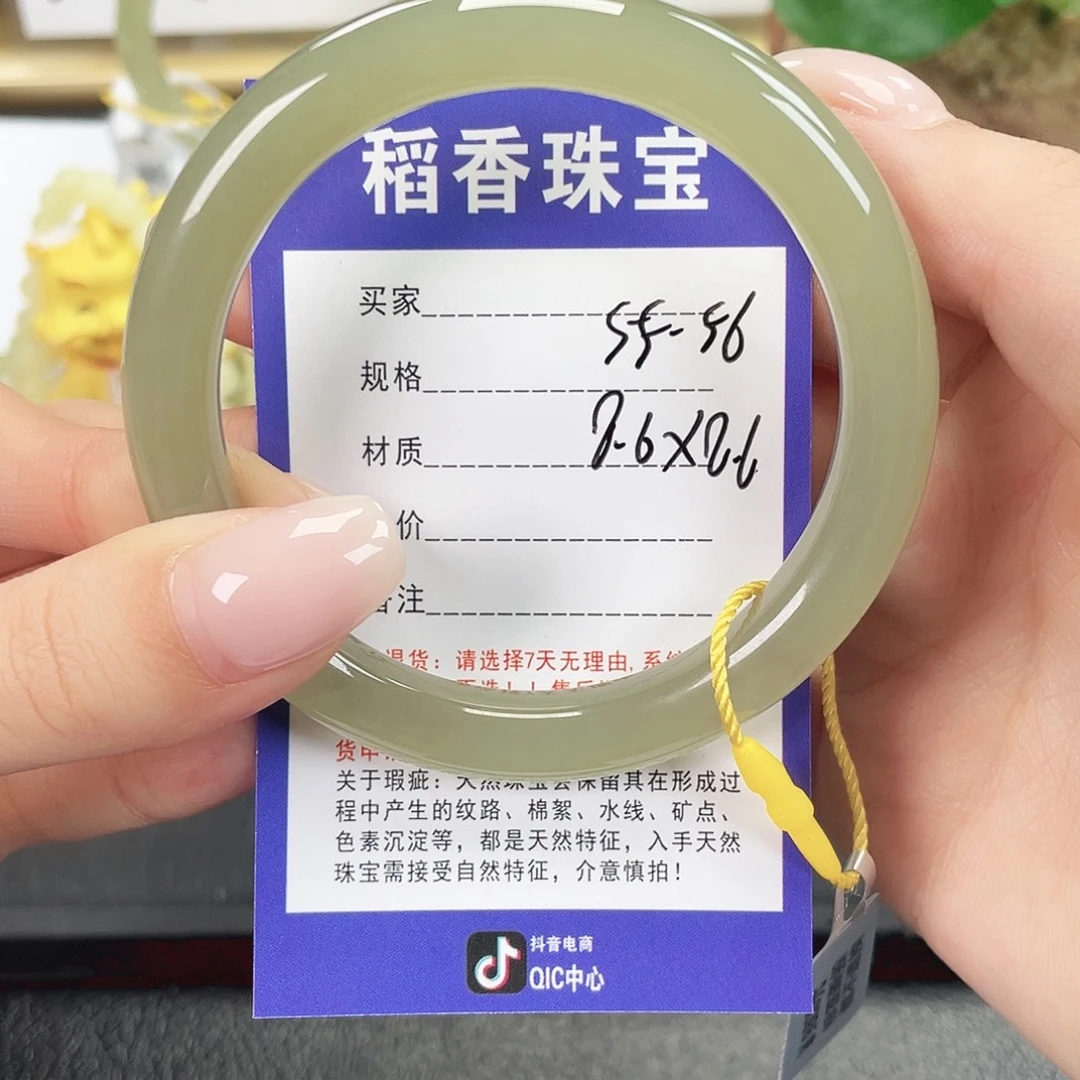 稻香珠宝
买家
55-56
规格
材质
价
备注
退货：请选择7天无理由,系统
关于瑕疵：天然珠宝会保留其在形成过
程中产生的纹路、棉絮、水线、矿点、
色素沉淀等，都是天然特征，入手天然
珠宝需接受自然特征，介意慎拍！
抖音电商
QIC中心